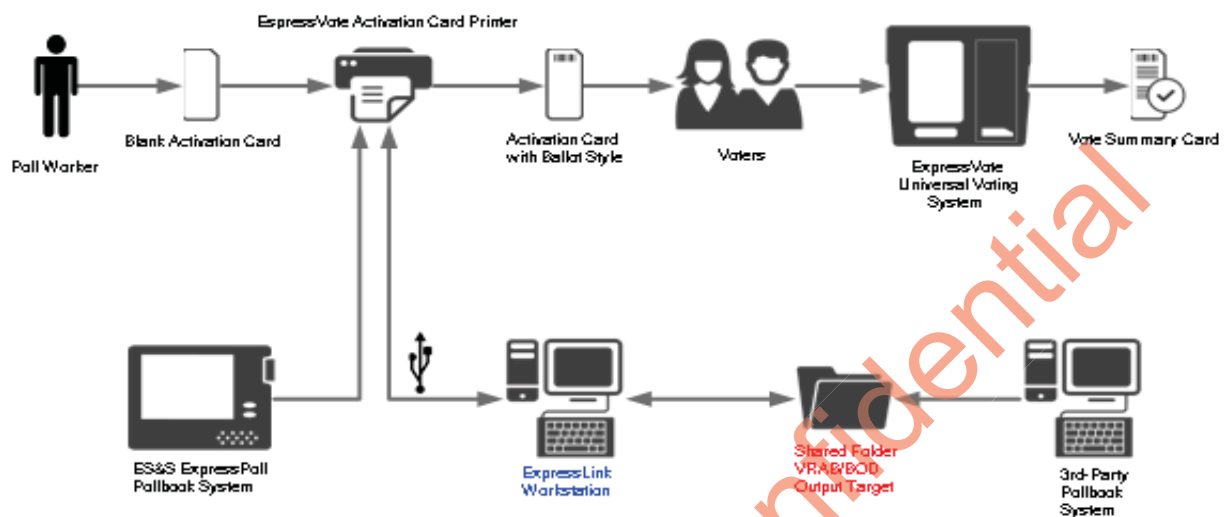 ExpressVote Activation Card Printer
Blank Activation Card
Poll Worker
Activation Card
with Ballot Style
Voters
ExpressVote
Universal Voting
System
Vote Summary Card
ES&S ExpressPoll
Pollbook System
ExpressLink
Workstation
Shared Folder
VRAB/BOD
Output Target
3rd-Party
Pollbook
System
nfidential